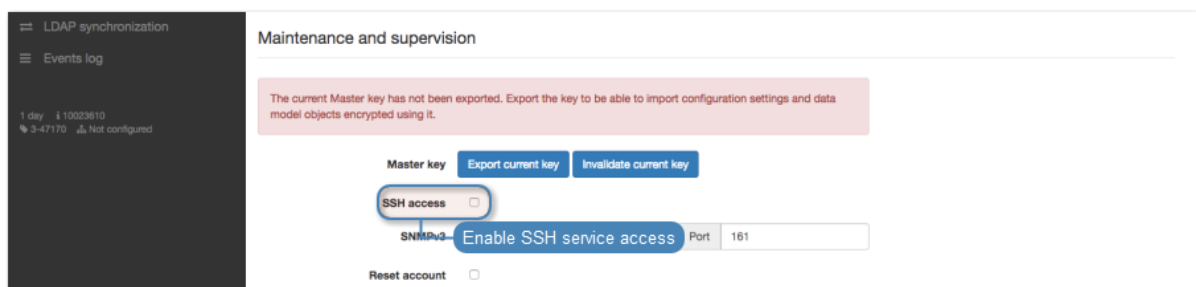 LDAP synchronization
Events log
1 day 10023610
3-47170 Not configured
Maintenance and supervision
The current Master key has not been exported. Export the key to be able to import configuration settings and data
model objects encrypted using it.
Master key Export current key Invalidate current key
SSH access
SNMPv3 Enable SSH service access Port 161
Reset account